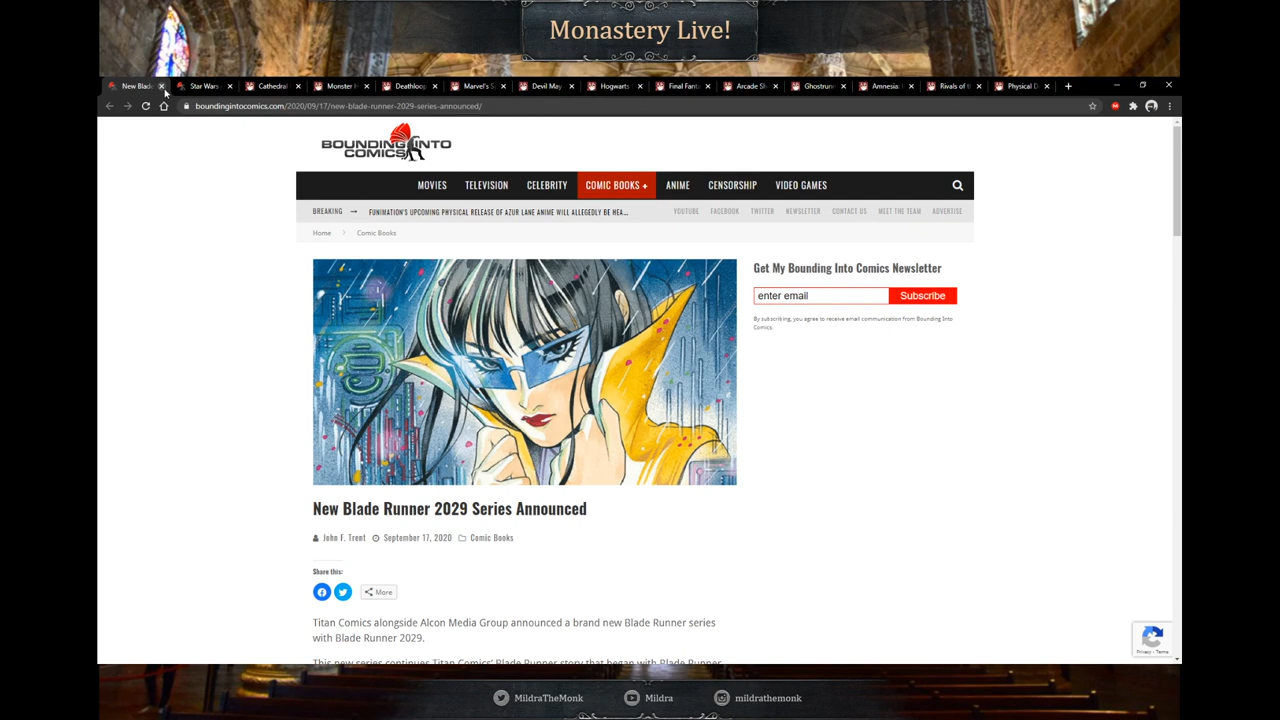 Monastery Live!
New Blade
Star Wars
Cathedral
Monster H
Deathloop
Marvel's S
Devil May
Hogwarts
Final Fant
Arcade S
Ghostrun
Amnesia:
Rivals of t
Physical D
boundingintocomics.com/2020/09/17/new-blade-runner-2029-series-announced/
BOUNDING INTO
COMICS
MOVIES TELEVISION CELEBRITY COMIC BOOKS + ANIME CENSORSHIP VIDEO GAMES
BREAKING FUNIMATION'S UPCOMING PHYSICAL RELEASE OF AZUR LANE ANIME WILL ALLEGEDLY BE HEA... YOUTUBE FACEBOOK TWITTER NEWSLETTER CONTACT US MEET THE TEAM ADVERTISE
Home Comic Books
Get My Bounding Into Comics Newsletter
enter email Subscribe
By subscribing, you agree to receive email communication from Bounding Into
Comics.
New Blade Runner 2029 Series Announced
John F. Trent September 17, 2020 Comic Books
Share this:
More
Titan Comics alongside Alcon Media Group announced a brand new Blade Runner series
with Blade Runner 2029.
This new series continues Titan Comics' Blade Runner story that began with Blade Runner
Privacy - Terms
MildraTheMonk Mildra mildrathemonk